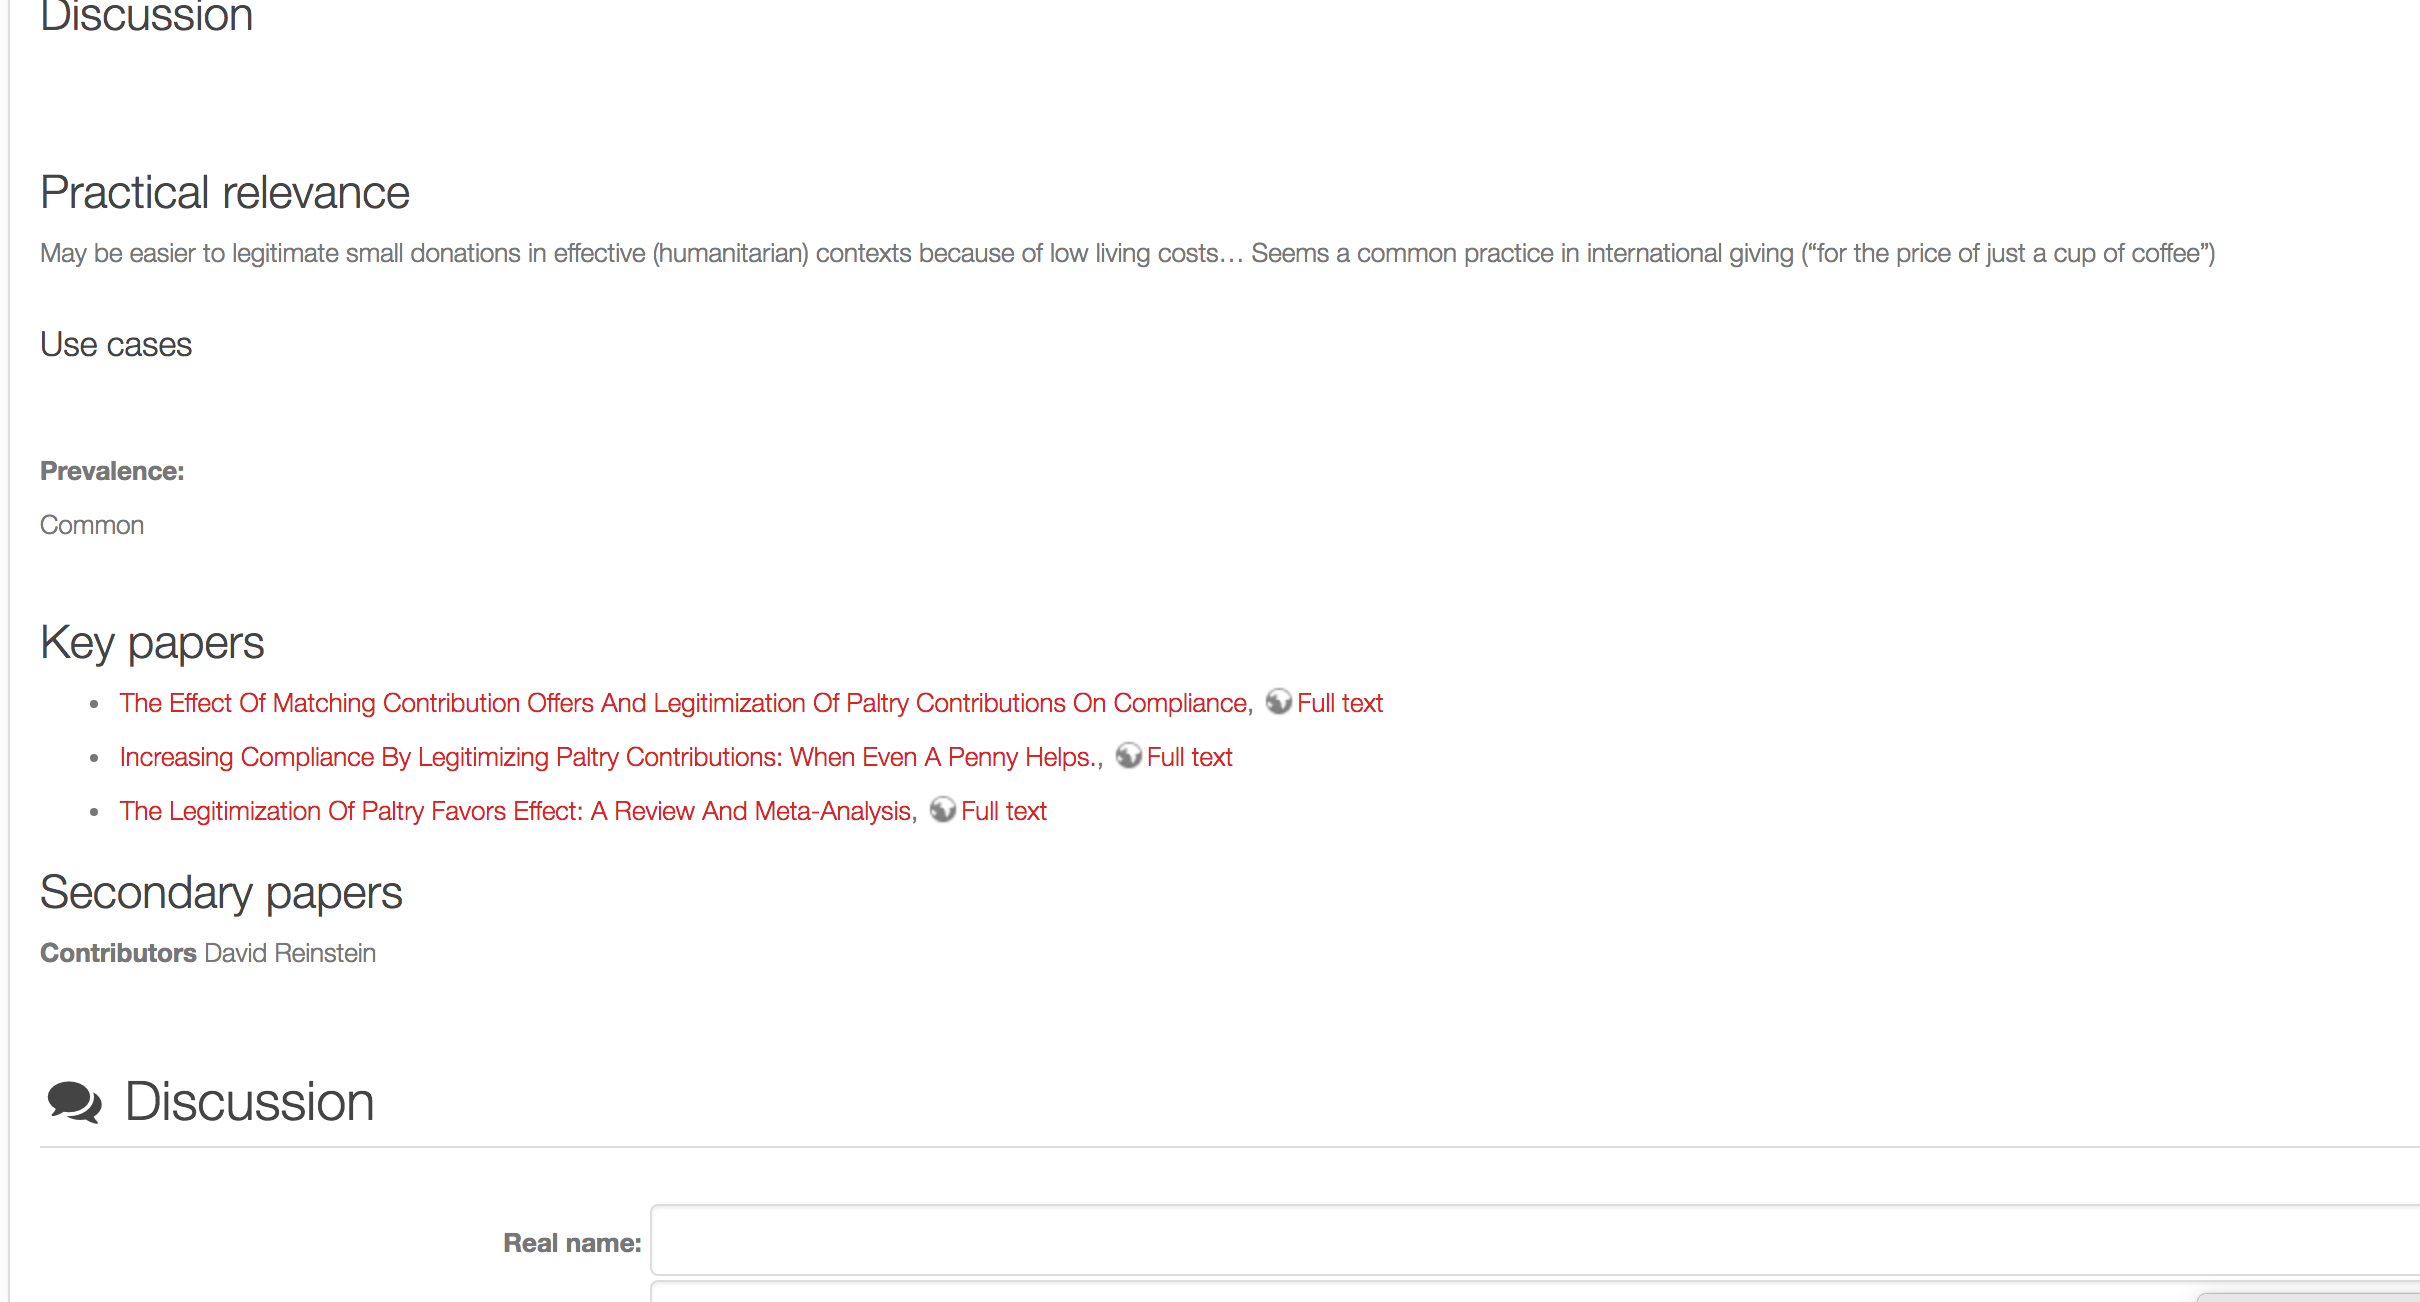 Discussion
Practical relevance
May be easier to legitimate small donations in effective (humanitarian) contexts because of low living costs… Seems a common practice in international giving (“for the price of just a cup of coffee”)
Use cases
Prevalence:
Common
Key papers
• The Effect Of Matching Contribution Offers And Legitimization Of Paltry Contributions On Compliance, Full text
• Increasing Compliance By Legitimizing Paltry Contributions: When Even A Penny Helps., Full text
• The Legitimization Of Paltry Favors Effect: A Review And Meta-Analysis, Full text
Secondary papers
Contributors David Reinstein
Discussion
Real name: